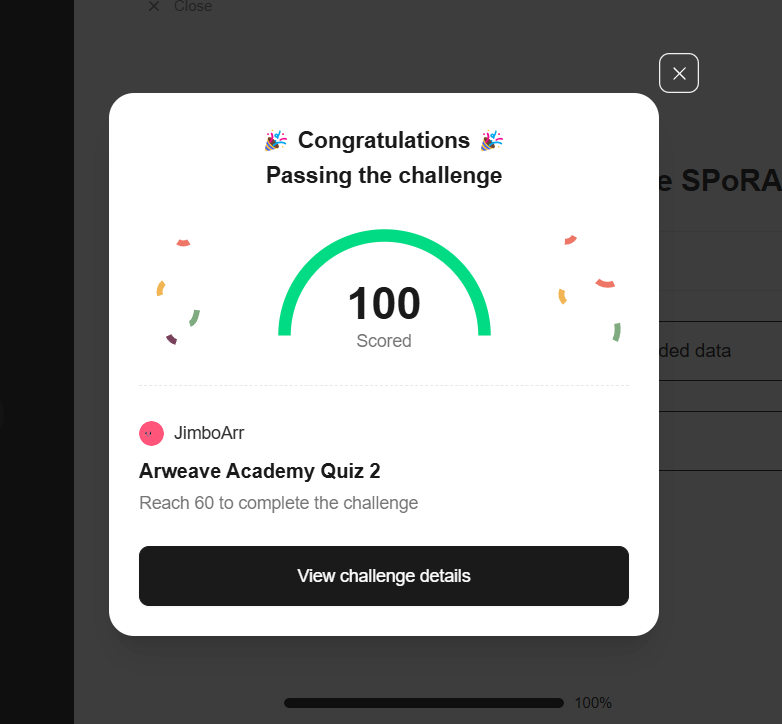 Close
🎉 Congratulations 🎉
Passing the challenge
e SPoRA
100
Scored
ded data
JimboArr
Arweave Academy Quiz 2
Reach 60 to complete the challenge
View challenge details
100%